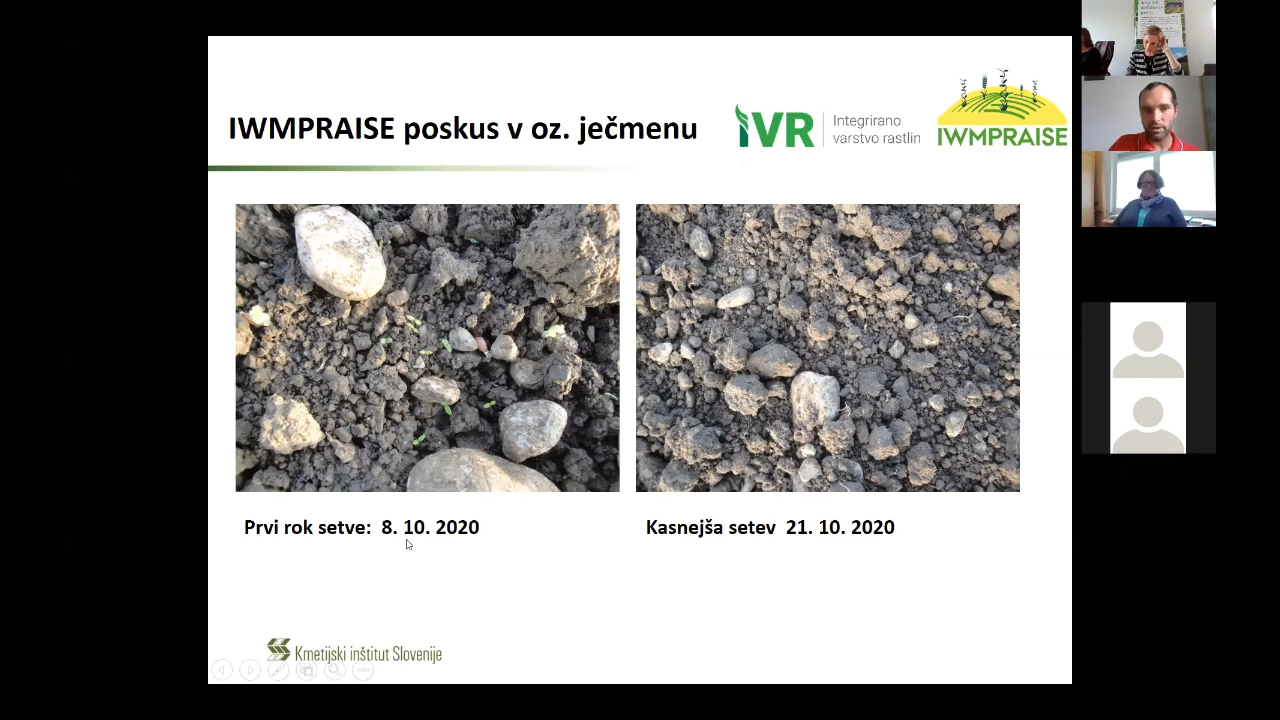 IWMPRAISE poskus v oz. ječmenu
iVR
Integrirano
varstvo rastlin
IWMPRAISE
Prvi rok setve: 8. 10. 2020
Kasnejša setev 21. 10. 2020
Kmetijski inštitut Slovenije